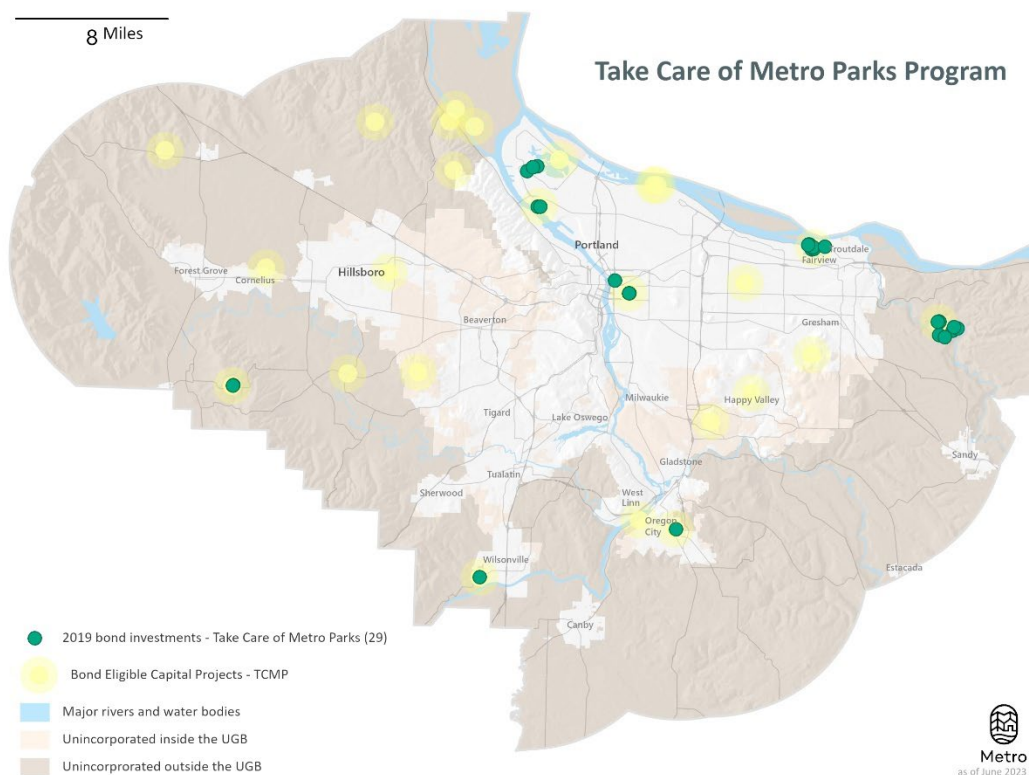 8 Miles
Take Care of Metro Parks Program
Portland
Troutdale
Fairview
Forest Grove
Cornelius
Hillsboro
Beaverton
Gresham
Milwaukie
Happy Valley
Tigard
Lake Oswego
Gladstone
Sandy
Tualatin
Sherwood
West
Linn
Oregon
City
Wilsonville
Estacada
Canby
2019 bond investments - Take Care of Metro Parks (29)
Bond Eligible Capital Projects - TCMP
Major rivers and water bodies
Unincorporated inside the UGB
Unincorprorated outside the UGB
Metro
as of June 2023